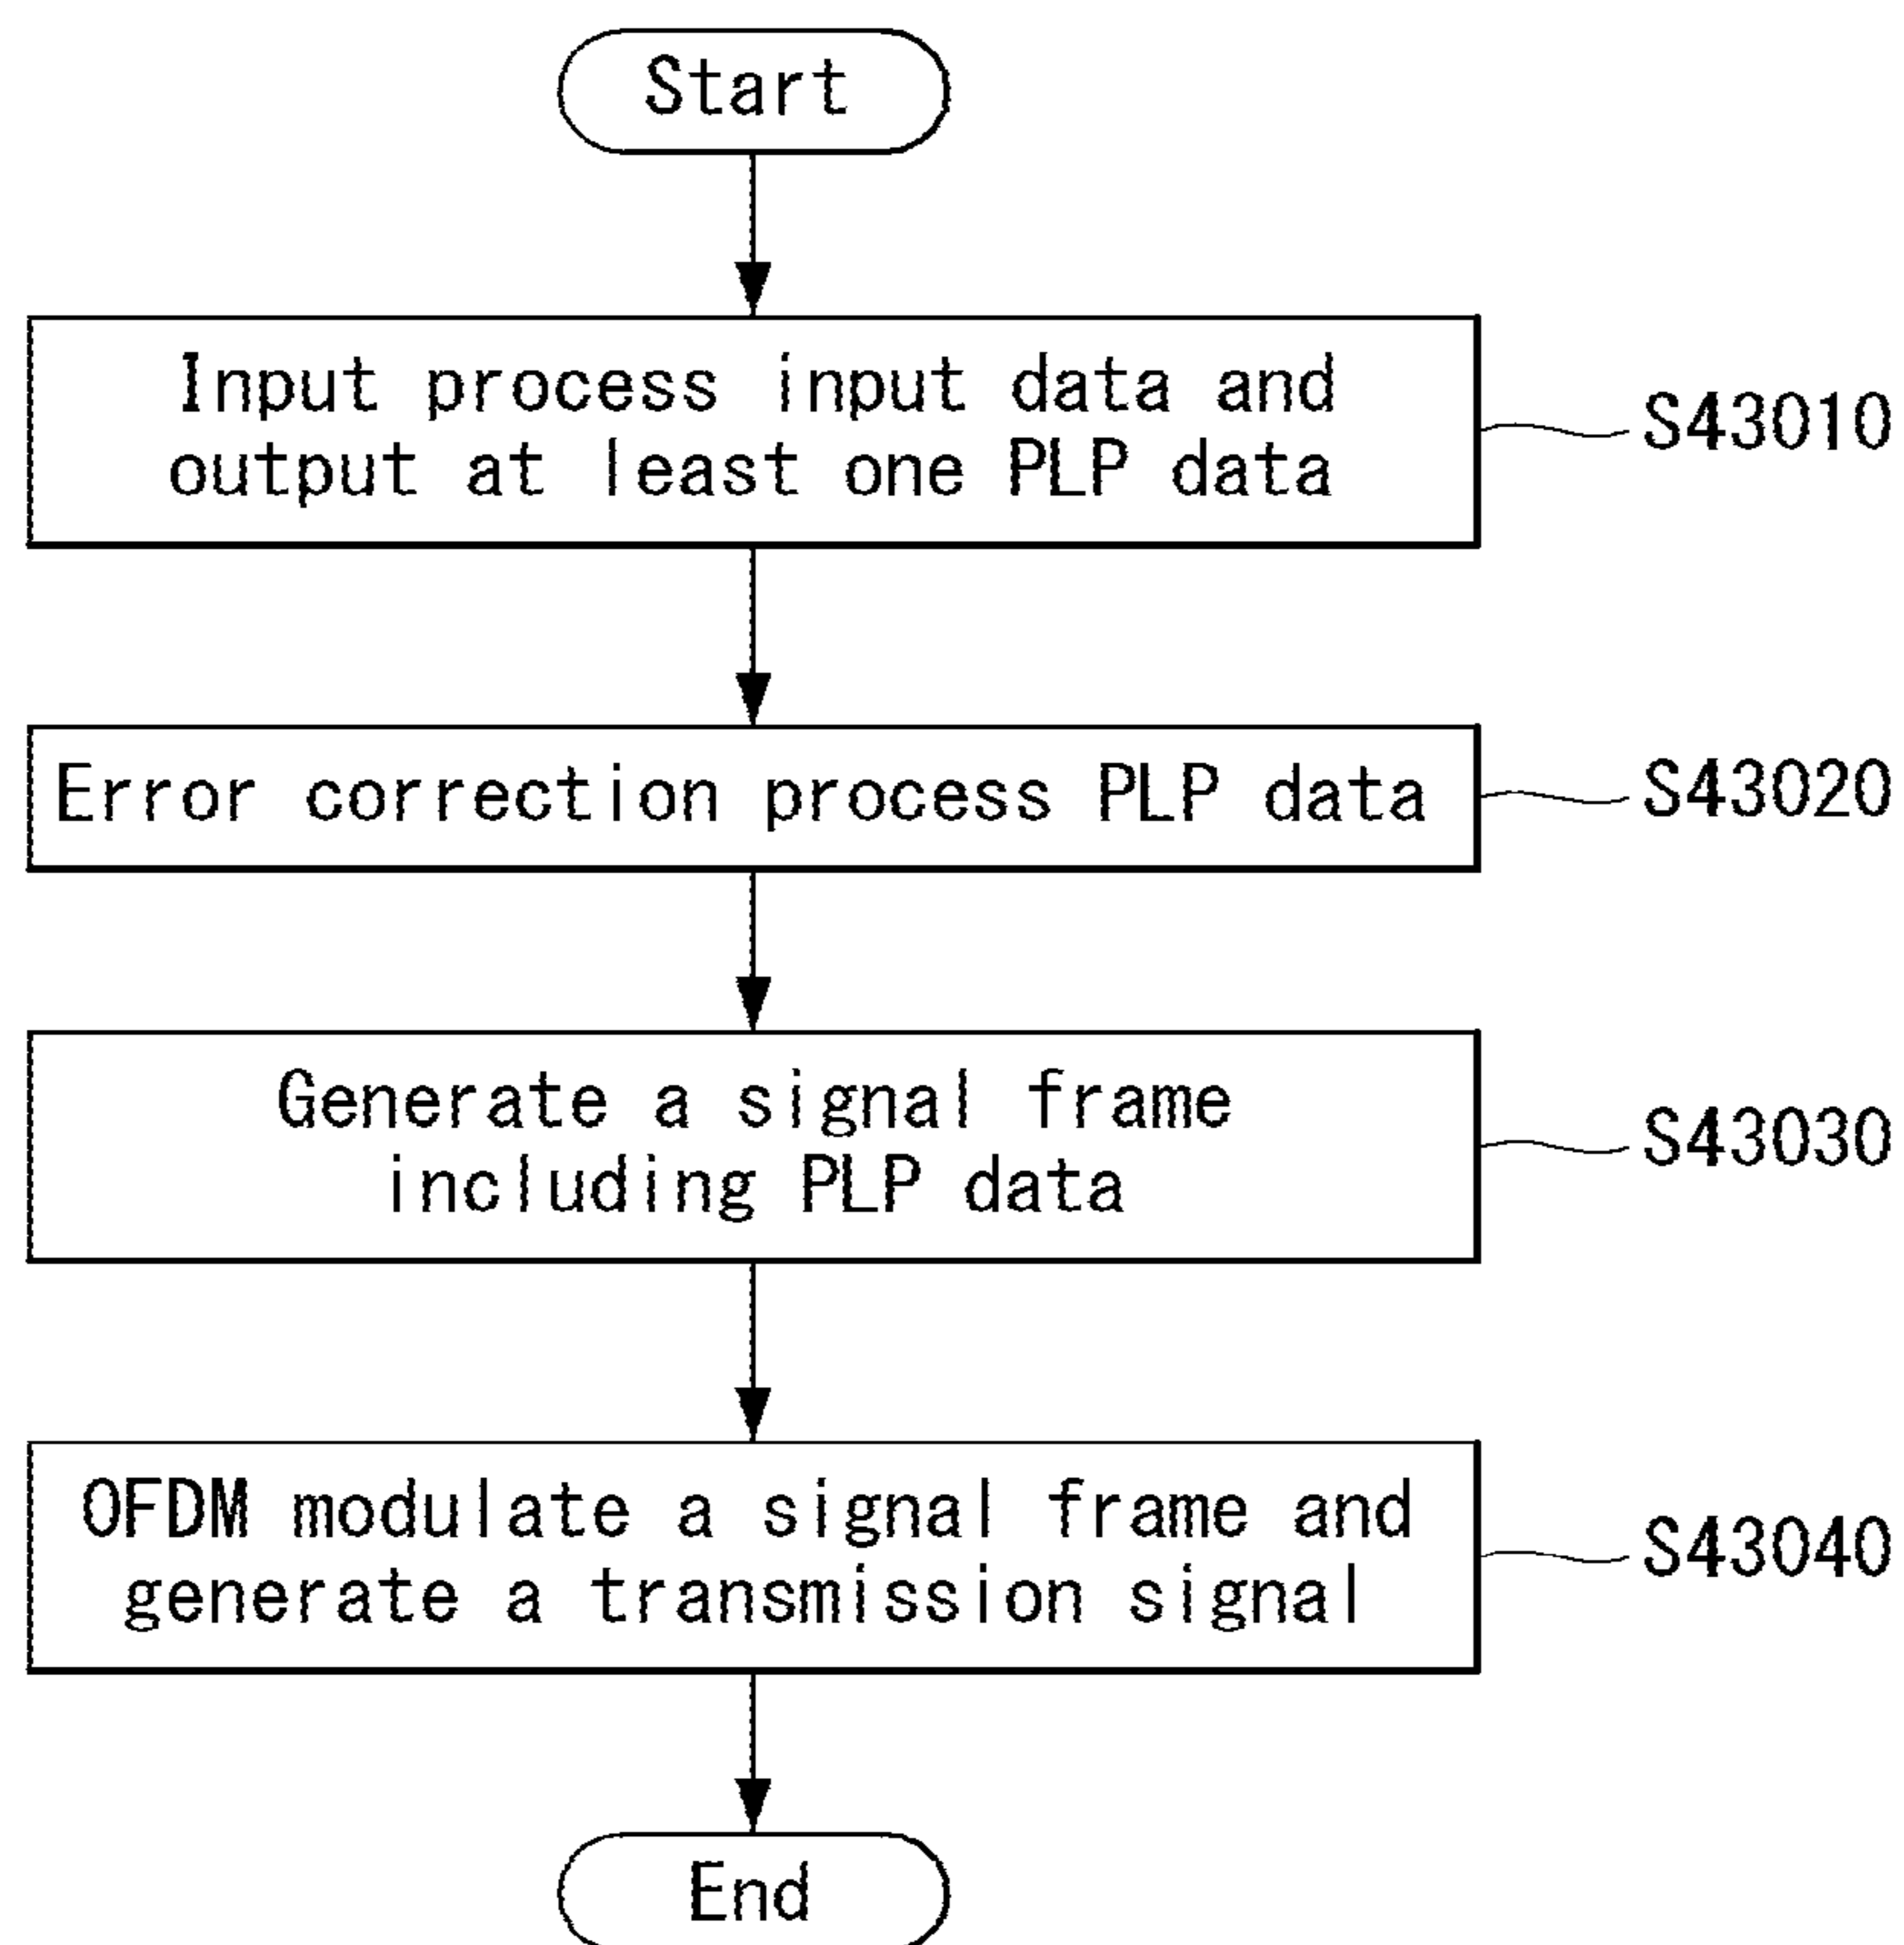 Start
Input process input data and
output at least one PLP data
S43010
Error correction process PLP data
S43020
Generate a signal frame
including PLP data
S43030
OFDM modulate a signal frame and
generate a transmission signal
S43040
End